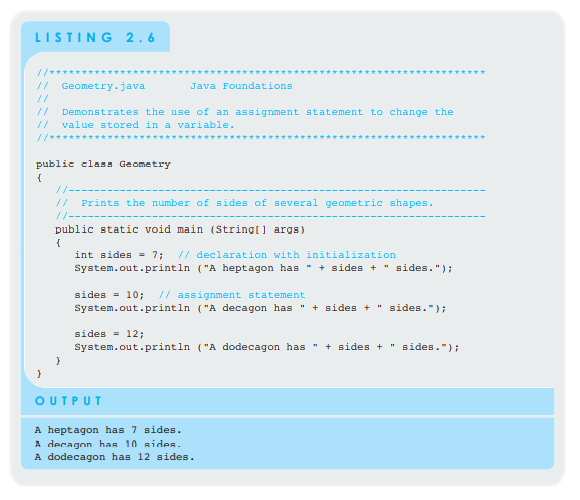 LISTING 2.6
//********************************************************************
//  Geometry.java       Java Foundations
//
//  Demonstrates the use of an assignment statement to change the
//  value stored in a variable.
//********************************************************************
public class Geometry
{
//-----------------------------------------------------------------
//  Prints the number of sides of several geometric shapes.
//-----------------------------------------------------------------
public static void main (String[] args)
{
int sides = 7;  // declaration with initialization
System.out.println ("A heptagon has " + sides + " sides.");
sides = 10;  // assignment statement
System.out.println ("A decagon has " + sides + " sides.");
sides = 12;
System.out.println ("A dodecagon has " + sides + " sides.");
}
}
OUTPUT
A heptagon has 7 sides.
A decagon has 10 sides.
A dodecagon has 12 sides.